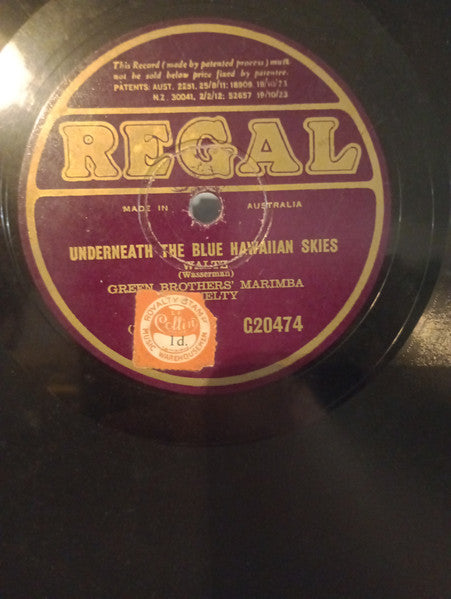 This Record (made by patented process) must
not be sold below price fixed by patentee.
PATENTS: AUST. 2251, 25/8/11: 18909 19/10/23
N.Z. 30041, 2/2/12: 52657 19/10/23
REGAL
MADE IN AUSTRALIA
UNDERNEATH THE BLUE HAWAIIAN SKIES
WALTZ
(Wasserman)
GREEN BROTHERS' MARIMBA
G20474
ROYALTY STAMP
Collin
1d.
MUSIC WAREHOUSEMEN